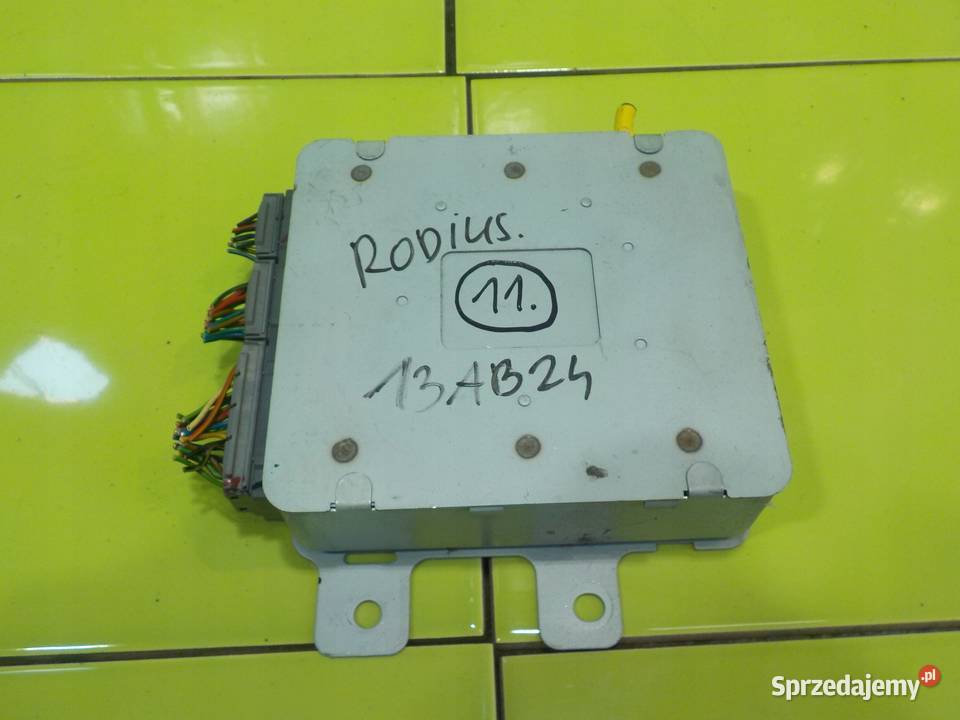 RODiUS.
11.
13AB24
Sprzedajemy.pl